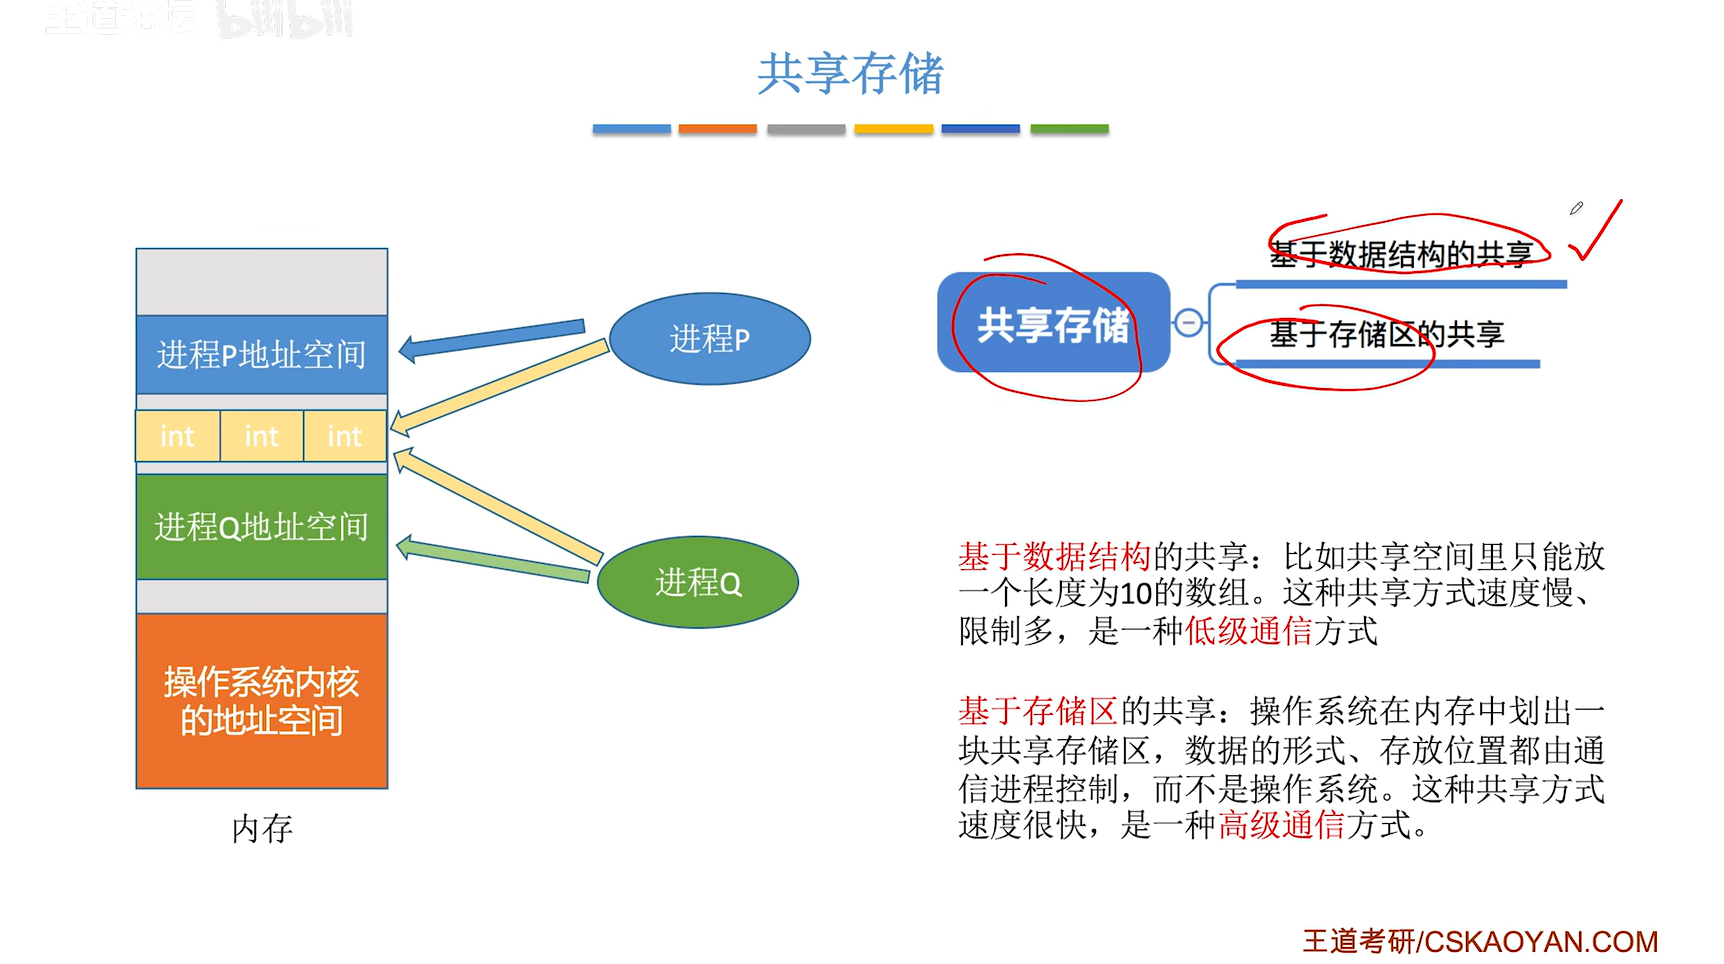 王道论坛 bilibili
共享存储
进程P地址空间
int int int
进程Q地址空间
操作系统内核
的地址空间
内存
进程P
进程Q
共享存储
基于数据结构的共享
基于存储区的共享
基于数据结构的共享：比如共享空间里只能放
一个长度为10的数组。这种共享方式速度慢、
限制多，是一种低级通信方式
基于存储区的共享：操作系统在内存中划出一
块共享存储区，数据的形式、存放位置都由通
信进程控制，而不是操作系统。这种共享方式
速度很快，是一种高级通信方式。
王道考研/CSKAOYAN.COM